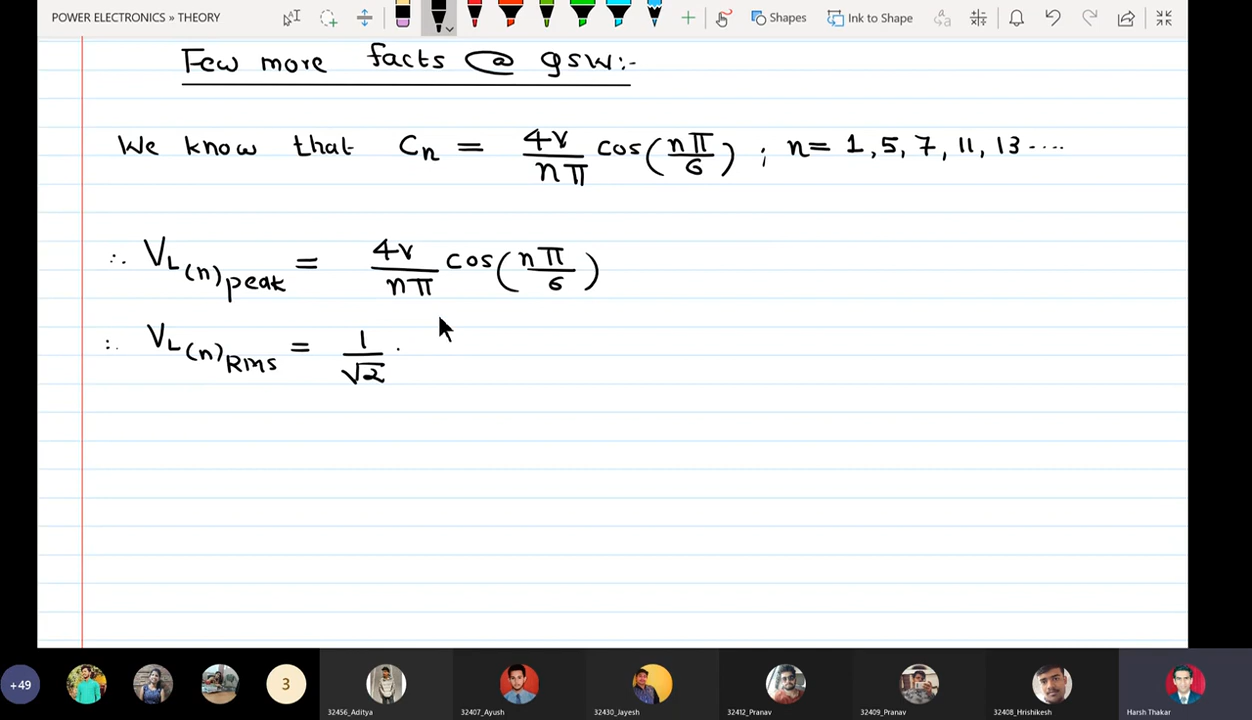 POWER ELECTRONICS » THEORY
Shapes
Ink to Shape
Few more facts @ qsw:-
We know that Cn = 4V/nπ cos(nπ/6) ; n= 1, 5, 7, 11, 13 ····
∴ VL(n)peak = 4V/nπ cos(nπ/6)
∴ VL(n)Rms = 1/√2 ·
+49
3
32456_Aditya
32407_Ayush
32430_Jayesh
32412_Pranav
32409_Pranav
32408_Hrishikesh
Harsh Thakar